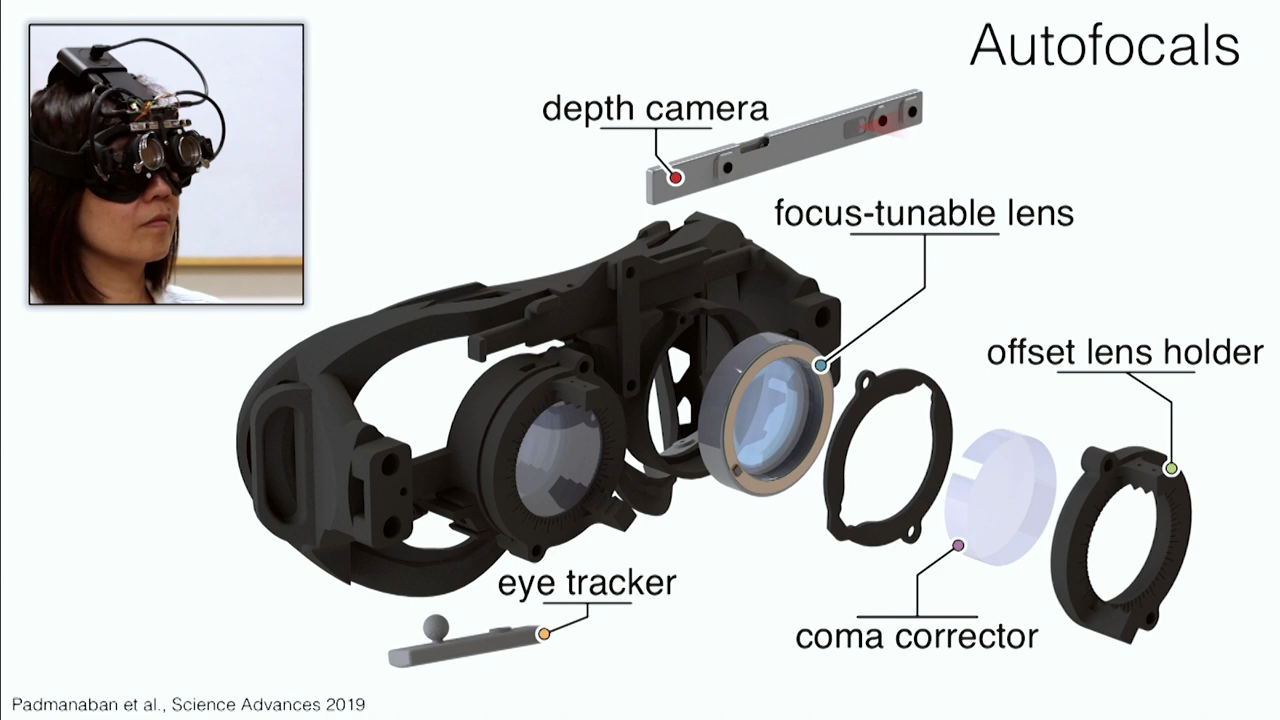 Autofocals
depth camera
focus-tunable lens
offset lens holder
eye tracker
coma corrector
Padmanaban et al., Science Advances 2019